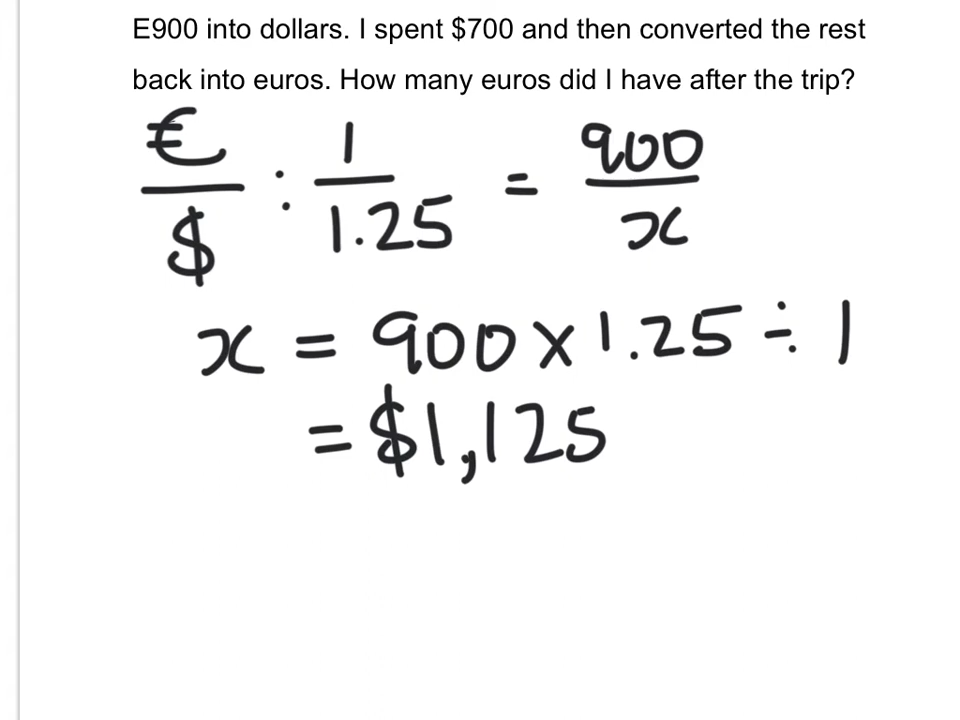 E900 into dollars. I spent $700 and then converted the rest
back into euros. How many euros did I have after the trip?
€/$ : 1/1.25 = 900/x
x = 900 x 1.25 ÷ 1
= $1,125